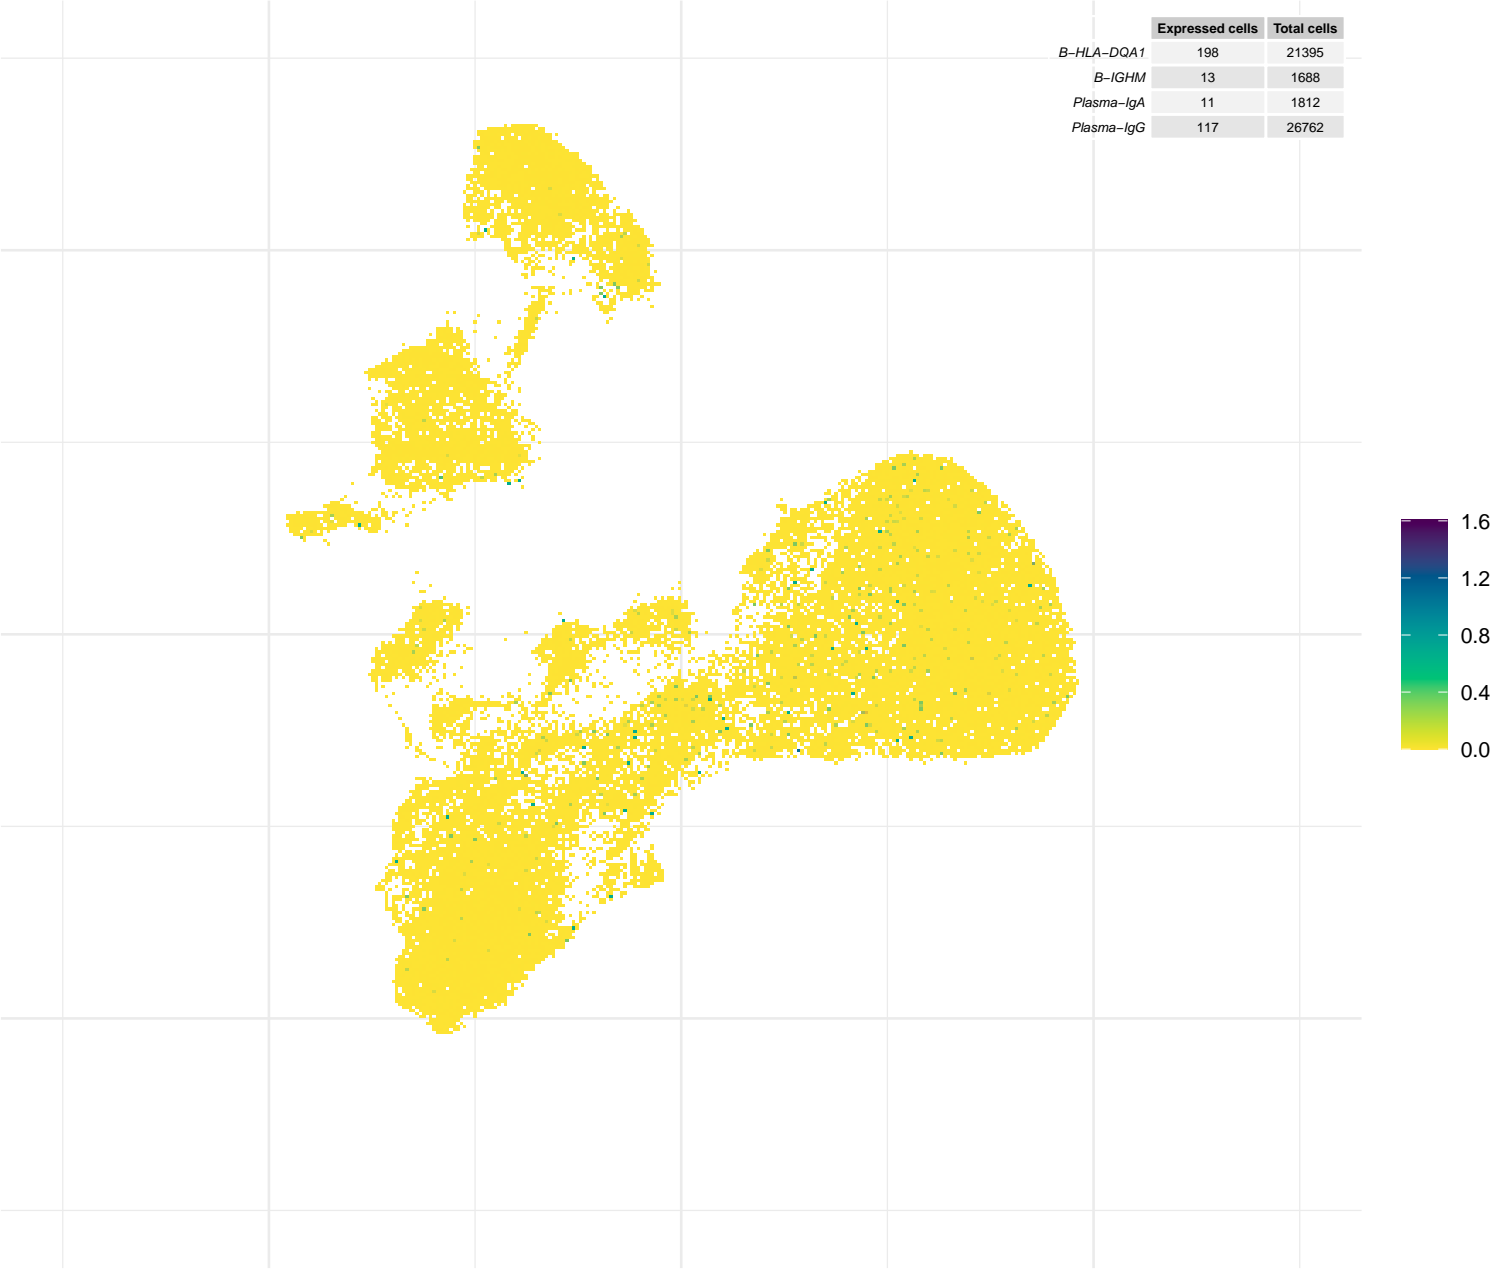 Expressed cells Total cells
B−HLA−DQA1 198 21395
B−IGHM 13 1688
Plasma−IgA 11 1812
Plasma−IgG 117 26762
1.6
1.2
0.8
0.4
0.0